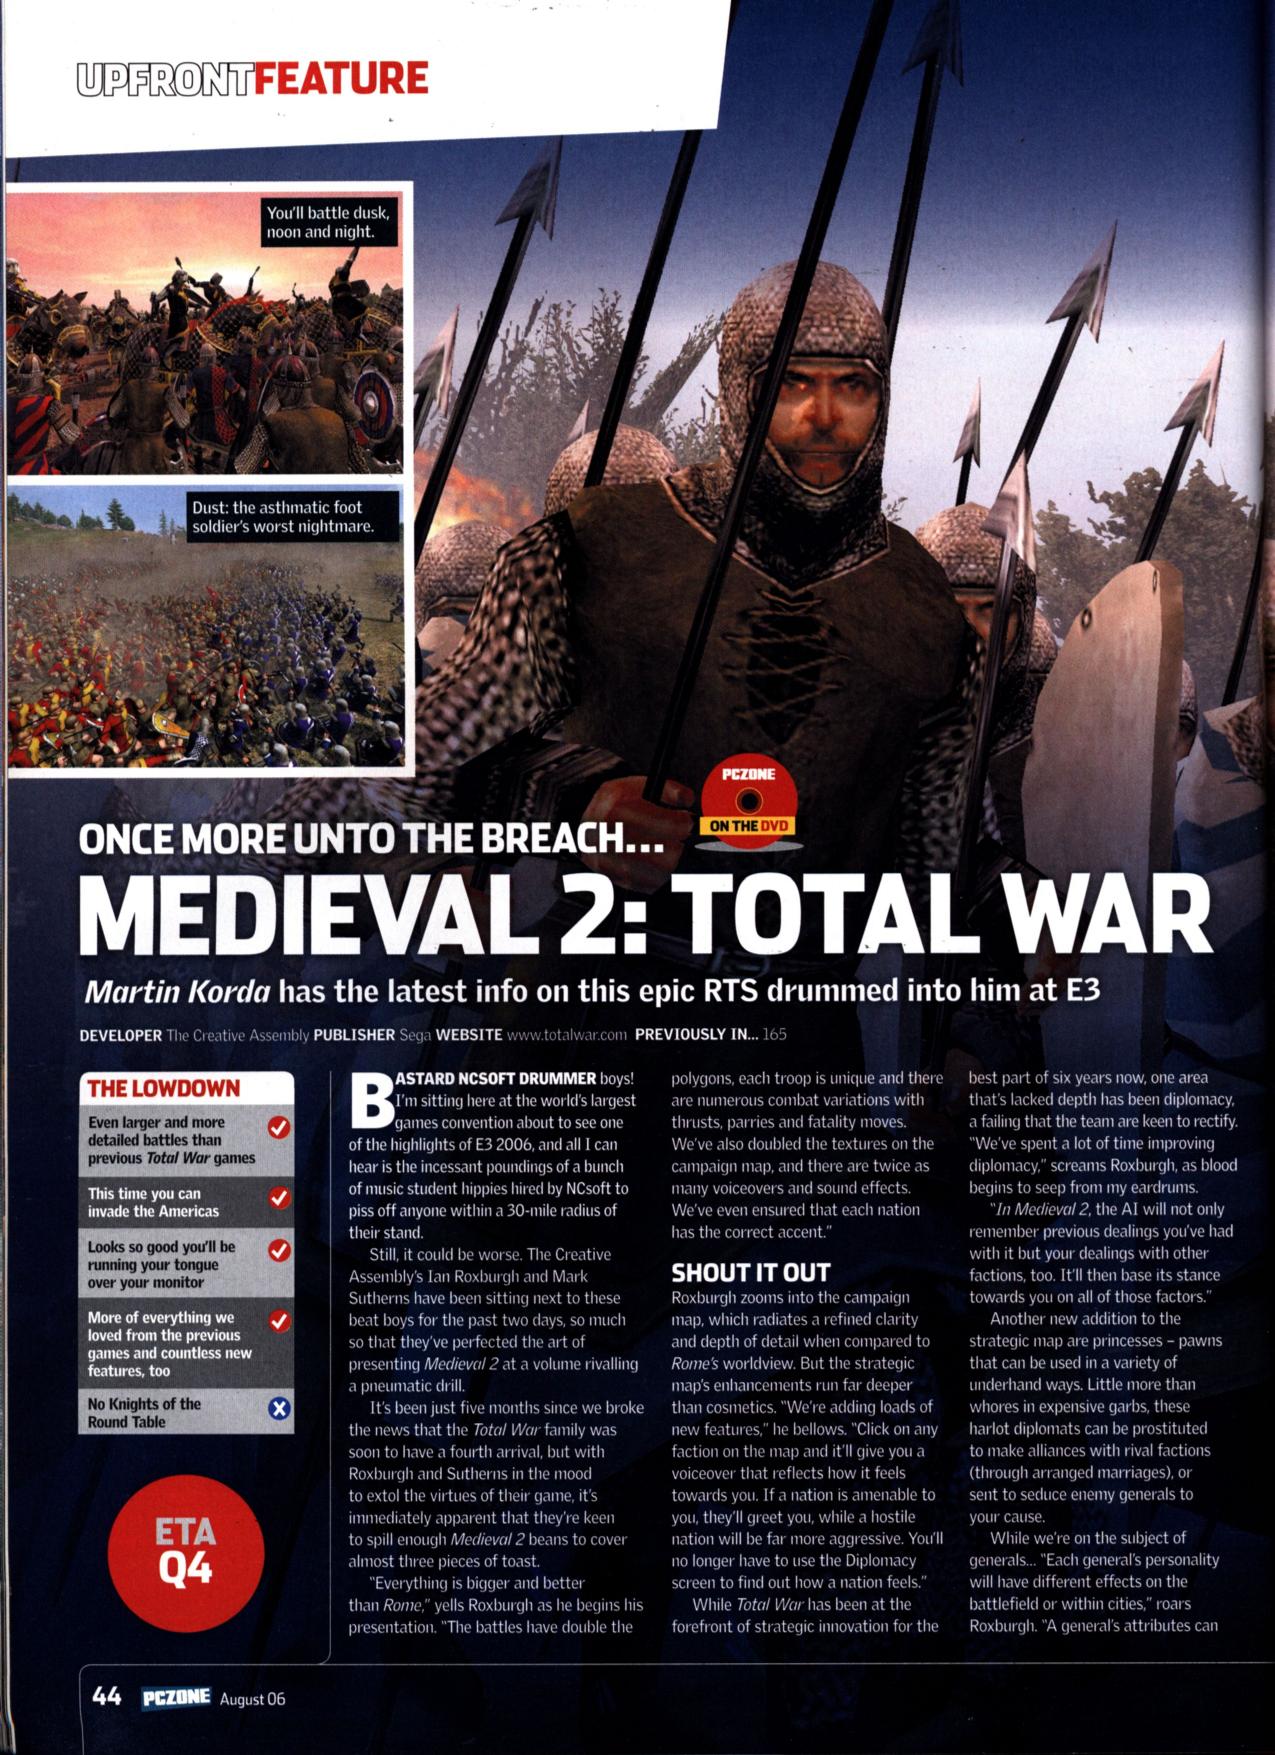 UPFRONTFEATURE
You'll battle dusk,
noon and night.
Dust: the asthmatic foot
soldier's worst nightmare.
PCZONE
ON THE DVD
ONCE MORE UNTO THE BREACH...
MEDIEVAL 2: TOTAL WAR
Martin Korda has the latest info on this epic RTS drummed into him at E3
DEVELOPER The Creative Assembly PUBLISHER Sega WEBSITE www.totalwar.com PREVIOUSLY IN... 165
THE LOWDOWN
Even larger and more
detailed battles than
previous Total War games
This time you can
invade the Americas
Looks so good you'll be
running your tongue
over your monitor
More of everything we
loved from the previous
games and countless new
features, too
No Knights of the
Round Table
ETA
Q4
BASTARD NCSOFT DRUMMER boys!
I'm sitting here at the world's largest
games convention about to see one
of the highlights of E3 2006, and all I can
hear is the incessant poundings of a bunch
of music student hippies hired by NCsoft to
piss off anyone within a 30-mile radius of
their stand.
Still, it could be worse. The Creative
Assembly's Ian Roxburgh and Mark
Sutherns have been sitting next to these
beat boys for the past two days, so much
so that they've perfected the art of
presenting Medieval 2 at a volume rivalling
a pneumatic drill.
It's been just five months since we broke
the news that the Total War family was
soon to have a fourth arrival, but with
Roxburgh and Sutherns in the mood
to extol the virtues of their game, it's
immediately apparent that they're keen
to spill enough Medieval 2 beans to cover
almost three pieces of toast.
"Everything is bigger and better
than Rome," yells Roxburgh as he begins his
presentation. "The battles have double the
polygons, each troop is unique and there
are numerous combat variations with
thrusts, parries and fatality moves.
We've also doubled the textures on the
campaign map, and there are twice as
many voiceovers and sound effects.
We've even ensured that each nation
has the correct accent."
SHOUT IT OUT
Roxburgh zooms into the campaign
map, which radiates a refined clarity
and depth of detail when compared to
Rome's worldview. But the strategic
map's enhancements run far deeper
than cosmetics. "We're adding loads of
new features," he bellows. "Click on any
faction on the map and it'll give you a
voiceover that reflects how it feels
towards you. If a nation is amenable to
you, they'll greet you, while a hostile
nation will be far more aggressive. You'll
no longer have to use the Diplomacy
screen to find out how a nation feels."
While Total War has been at the
forefront of strategic innovation for the
best part of six years now, one area
that's lacked depth has been diplomacy,
a failing that the team are keen to rectify.
"We've spent a lot of time improving
diplomacy," screams Roxburgh, as blood
begins to seep from my eardrums.
"In Medieval 2, the AI will not only
remember previous dealings you've had
with it but your dealings with other
factions, too. It'll then base its stance
towards you on all of those factors."
Another new addition to the
strategic map are princesses – pawns
that can be used in a variety of
underhand ways. Little more than
whores in expensive garbs, these
harlot diplomats can be prostituted
to make alliances with rival factions
(through arranged marriages), or
sent to seduce enemy generals to
your cause.
While we're on the subject of
generals... "Each general's personality
will have different effects on the
battlefield or within cities," roars
Roxburgh. "A general's attributes can
44 PCZONE August 06